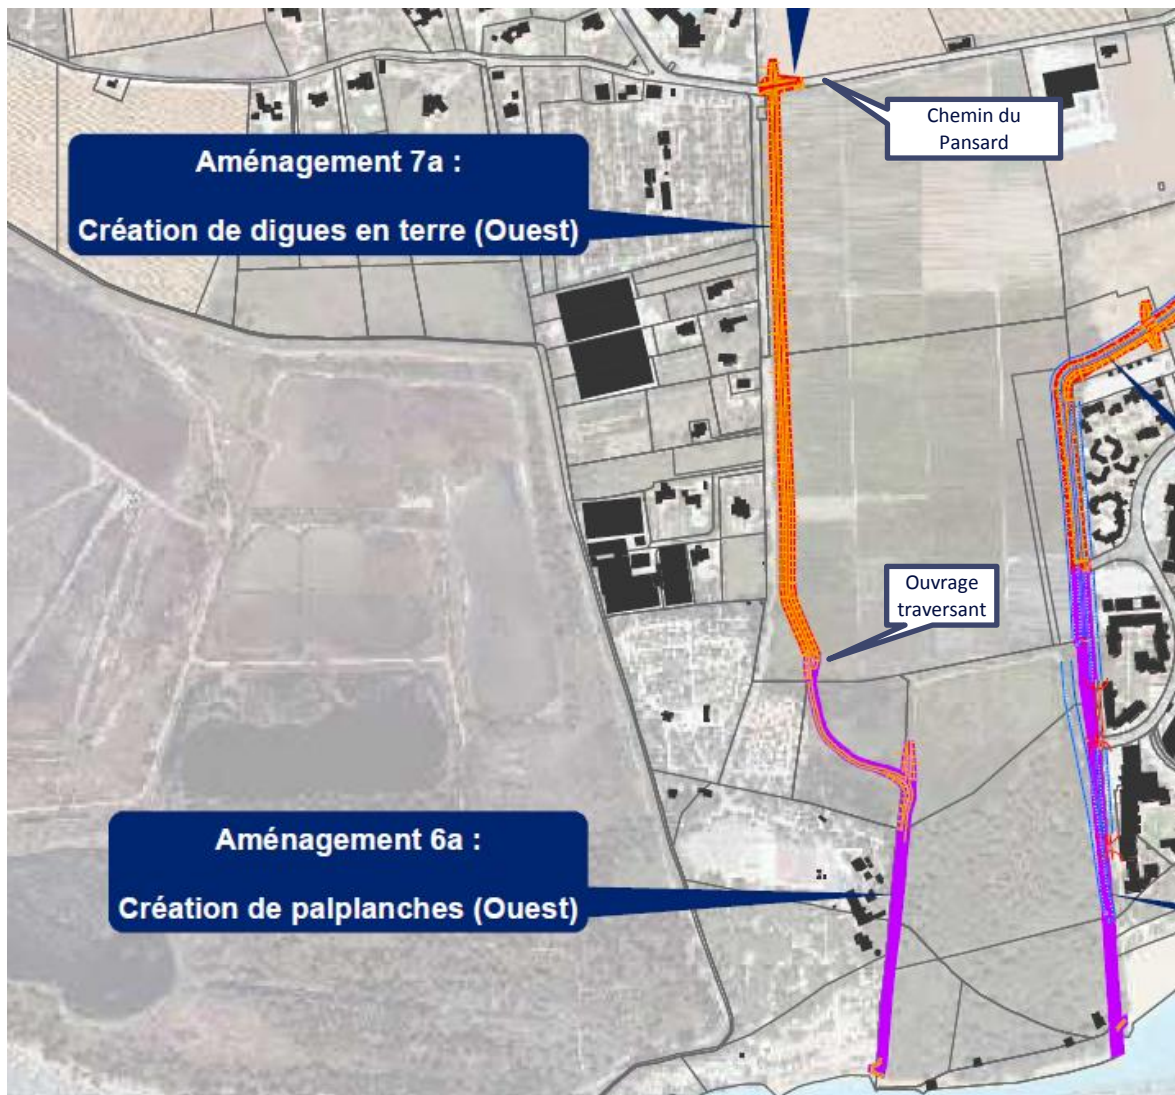 Chemin du
Pansard
Aménagement 7a :
Création de digues en terre (Ouest)
Ouvrage
traversant
Aménagement 6a :
Création de palplanches (Ouest)